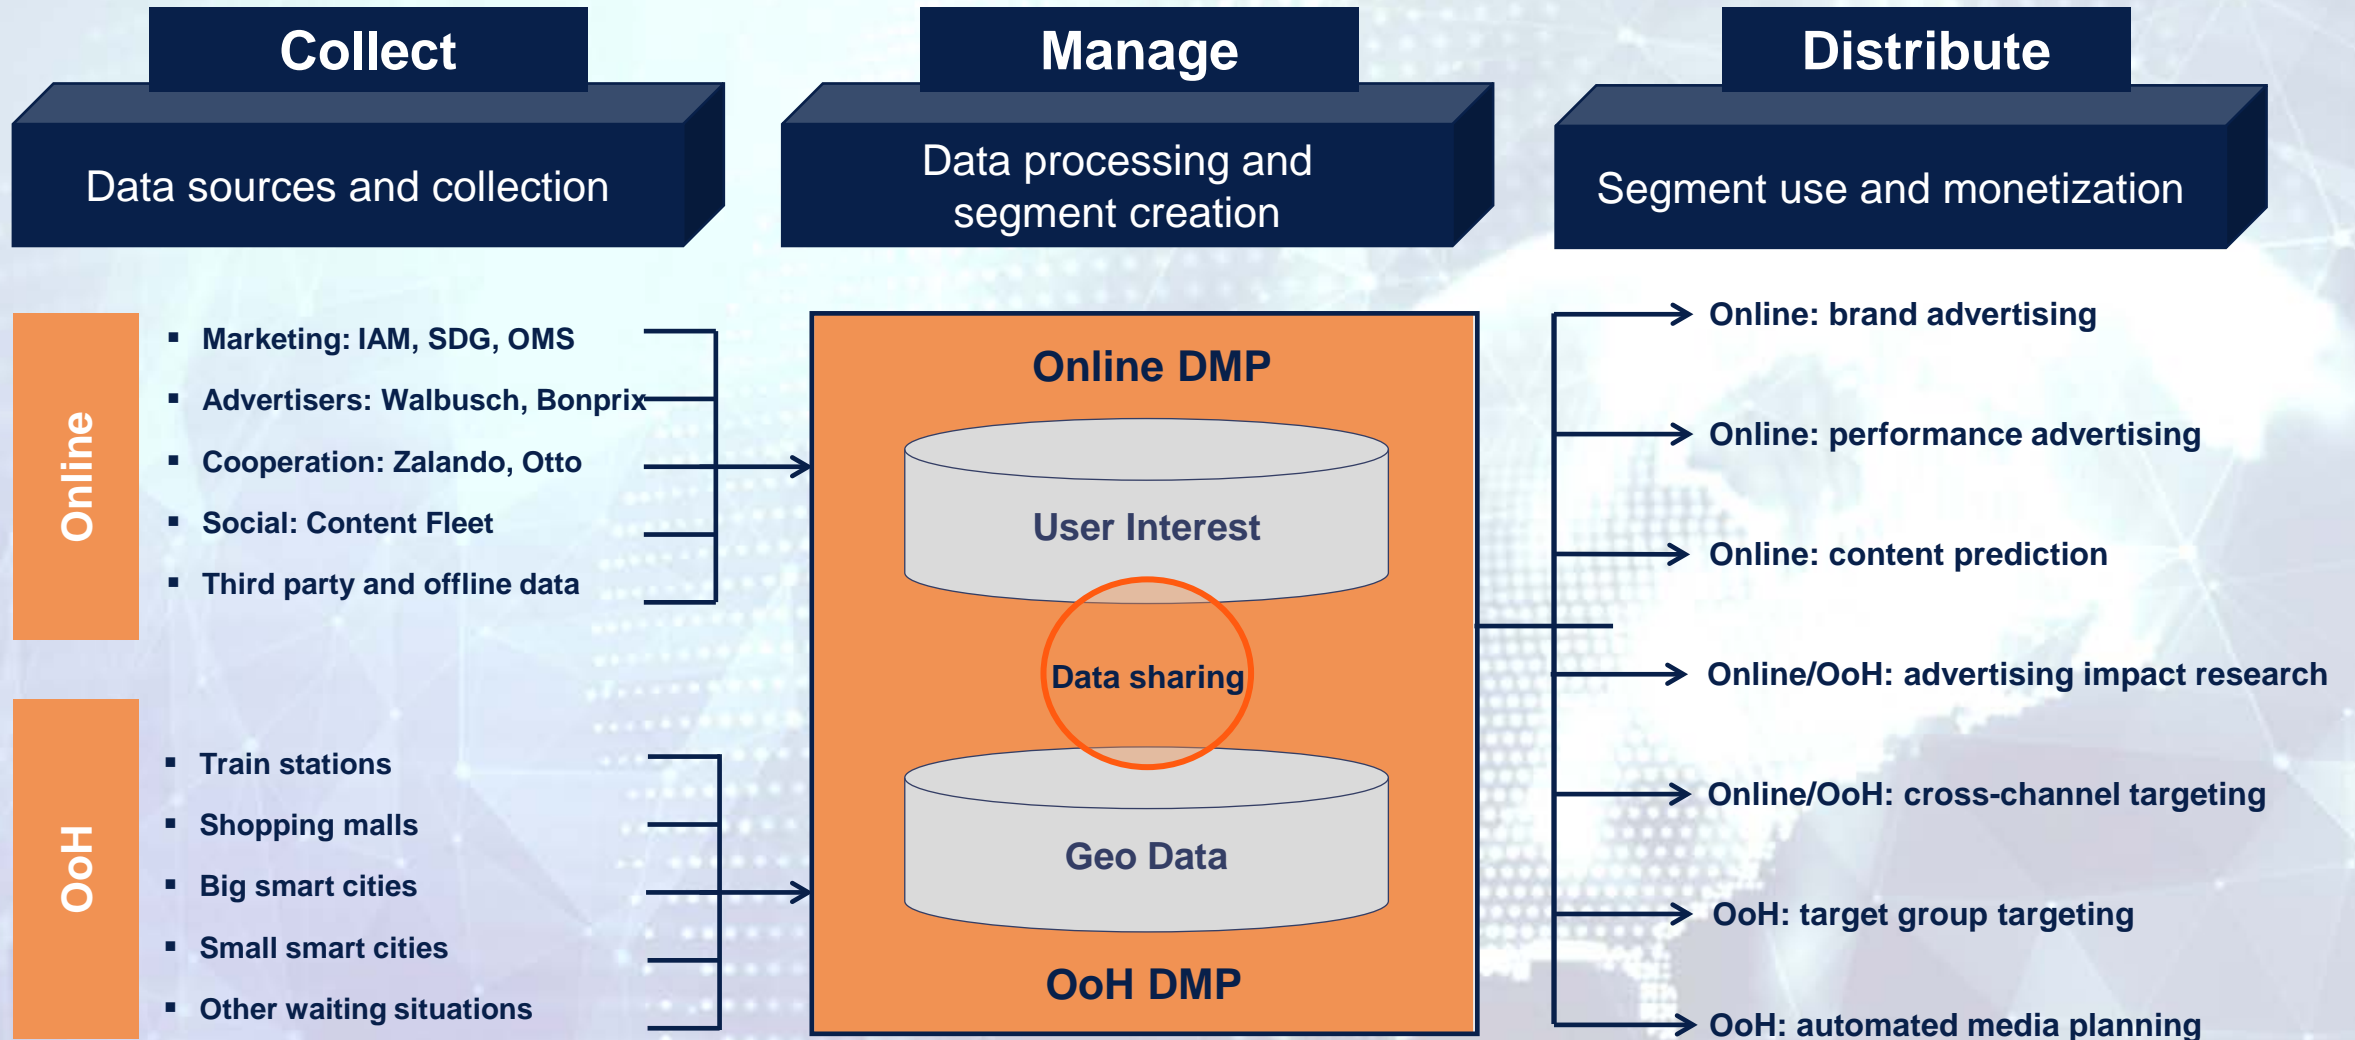 Collect
Data sources and collection
Manage
Data processing and
segment creation
Distribute
Segment use and monetization
Online
▪ Marketing: IAM, SDG, OMS
▪ Advertisers: Walbusch, Bonprix
▪ Cooperation: Zalando, Otto
▪ Social: Content Fleet
▪ Third party and offline data
OoH
▪ Train stations
▪ Shopping malls
▪ Big smart cities
▪ Small smart cities
▪ Other waiting situations
Online DMP
User Interest
Data sharing
Geo Data
OoH DMP
Online: brand advertising
Online: performance advertising
Online: content prediction
Online/OoH: advertising impact research
Online/OoH: cross-channel targeting
OoH: target group targeting
OoH: automated media planning